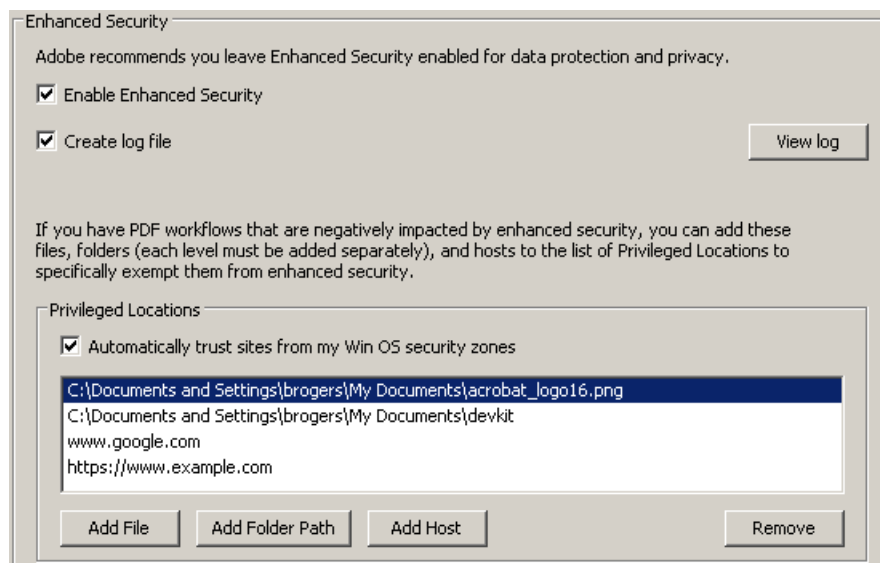 Enhanced Security
Adobe recommends you leave Enhanced Security enabled for data protection and privacy.
Enable Enhanced Security
Create log file
View log
If you have PDF workflows that are negatively impacted by enhanced security, you can add these
files, folders (each level must be added separately), and hosts to the list of Privileged Locations to
specifically exempt them from enhanced security.
Privileged Locations
Automatically trust sites from my Win OS security zones
C:\Documents and Settings\brogers\My Documents\acrobat_logo16.png
C:\Documents and Settings\brogers\My Documents\devkit
www.google.com
https://www.example.com
Add File
Add Folder Path
Add Host
Remove